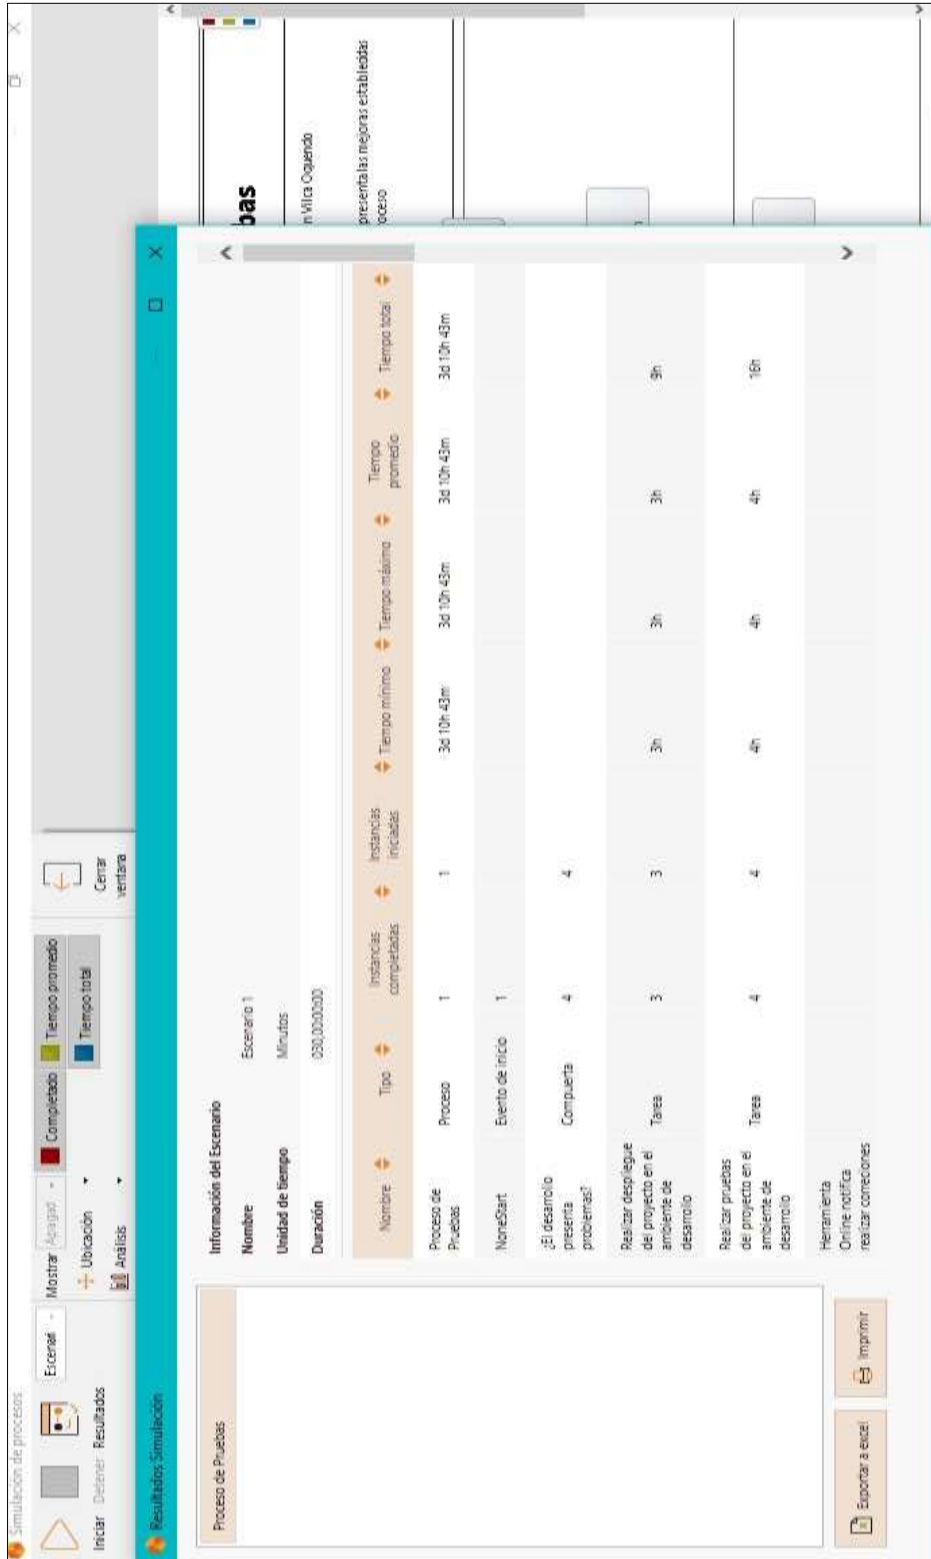 Simulación de procesos
Iniciar
Detener
Resultados
Escenari
Mostrar
Apagad
Completado
Tiempo promedio
Ubicación
Tiempo total
Análisis
Cerrar
ventana
bas
n Vilca Oquendo
presenta las mejoras establecidas
oceso
Resultados Simulación
Proceso de Pruebas
Exportar a excel
Imprimir
Información del Escenario
Nombre Escenario 1
Unidad de tiempo Minutos
Duración 030,0000000
Nombre Tipo Instancias completadas Instancias iniciadas Tiempo mínimo Tiempo máximo Tiempo promedio Tiempo total
Proceso de Proceso 1 1 3d 10h 43m 3d 10h 43m 3d 10h 43m 3d 10h 43m
Pruebas
NoneStart Evento de inicio 1
¿El desarrollo
presenta Compuerta 4 4
problemas?
Realizar despliegue
del proyecto en el
ambiente de Tarea 3 3 3h 3h 3h 9h
desarrollo
Realizar pruebas
del proyecto en el
ambiente de Tarea 4 4 4h 4h 4h 16h
desarrollo
Herramienta
Online notifica
realizar correciones